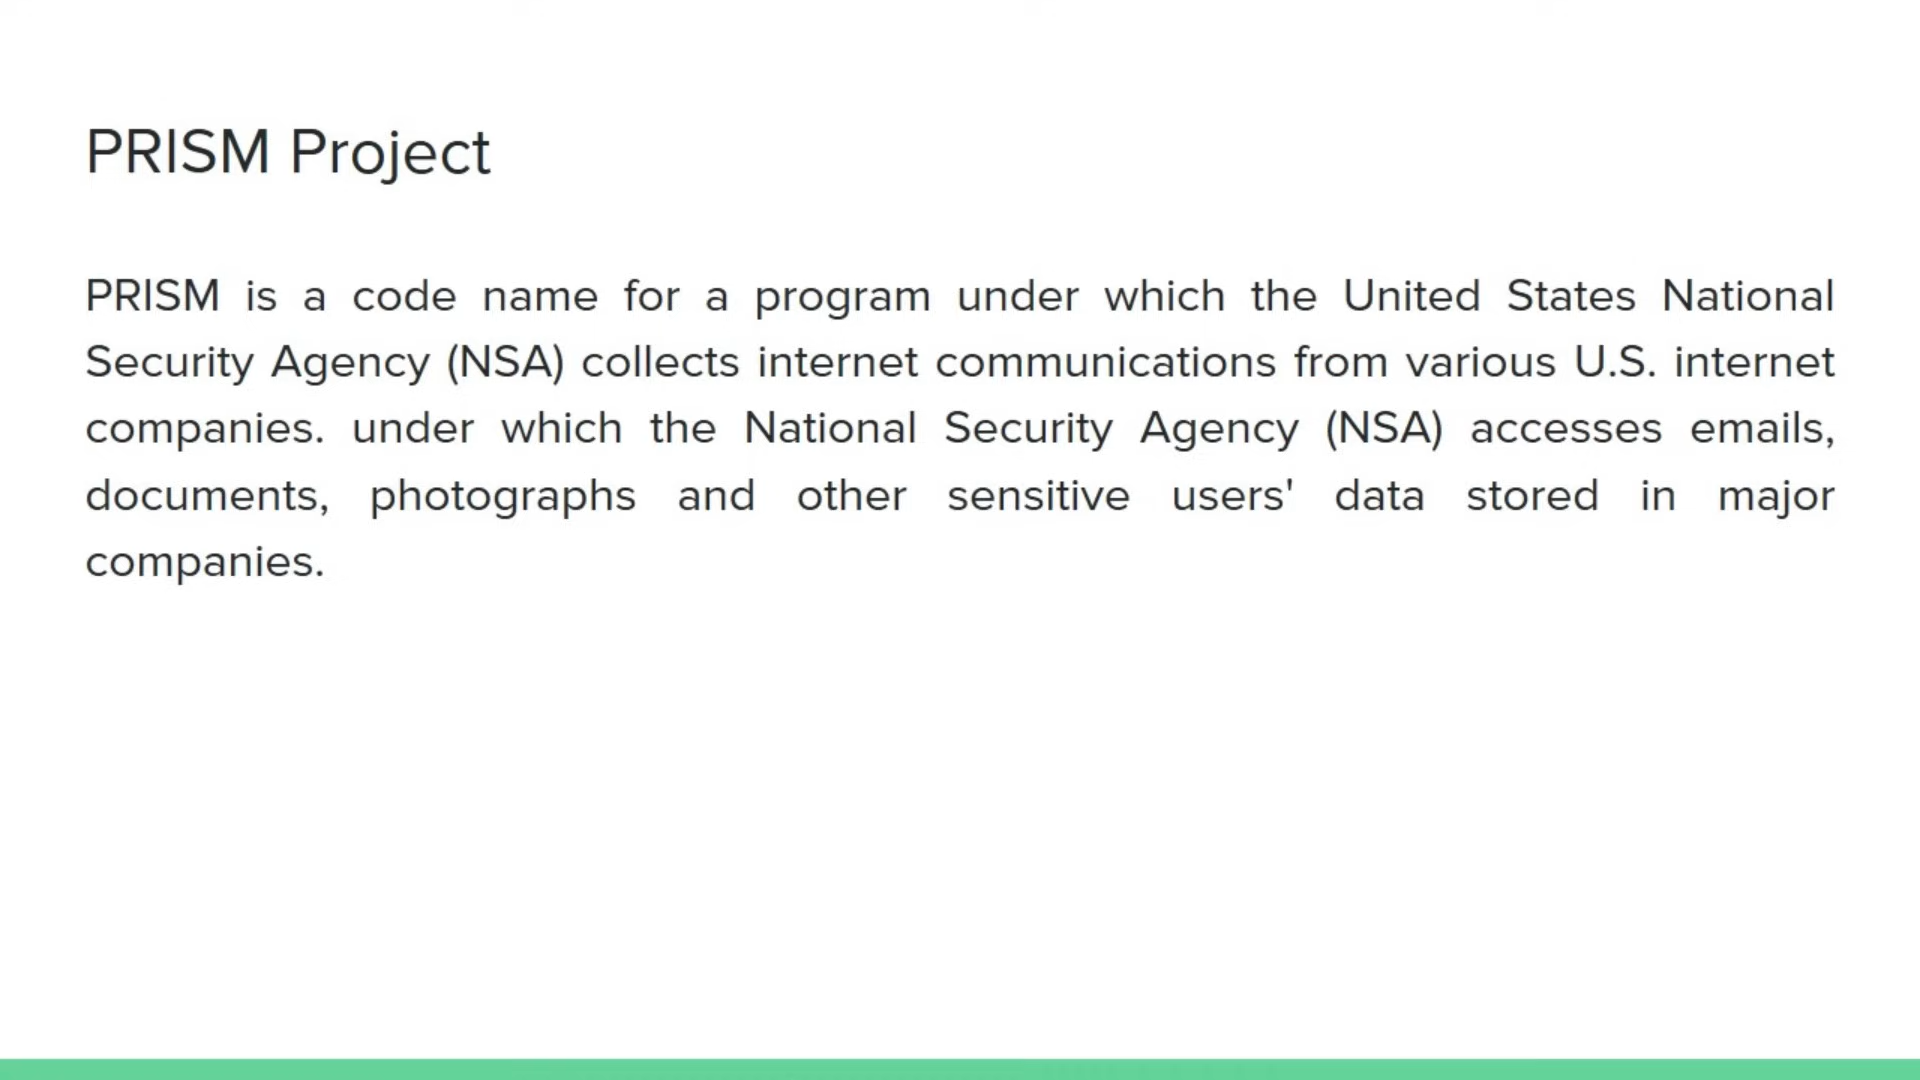 PRISM Project
PRISM is a code name for a program under which the United States National
Security Agency (NSA) collects internet communications from various U.S. internet
companies. under which the National Security Agency (NSA) accesses emails,
documents, photographs and other sensitive users' data stored in major
companies.